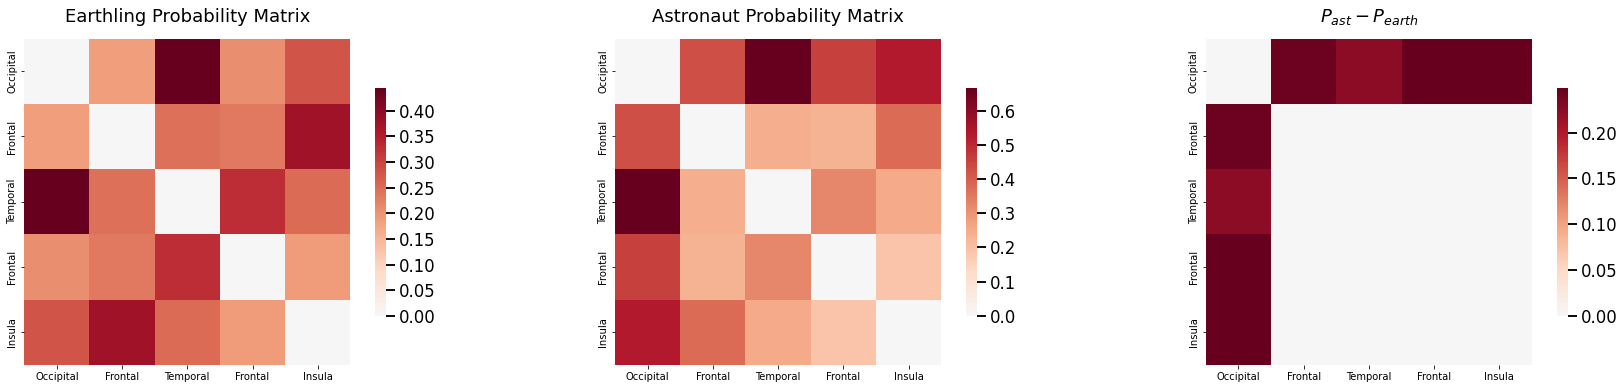 Earthling Probability Matrix
Occipital
Frontal
Temporal
Frontal
Insula
Occipital Frontal Temporal Frontal Insula
0.40
0.35
0.30
0.25
0.20
0.15
0.10
0.05
0.00
Astronaut Probability Matrix
Occipital
Frontal
Temporal
Frontal
Insula
Occipital Frontal Temporal Frontal Insula
0.6
0.5
0.4
0.3
0.2
0.1
0.0
P_ast − P_earth
Occipital
Frontal
Temporal
Frontal
Insula
Occipital Frontal Temporal Frontal Insula
0.20
0.15
0.10
0.05
0.00